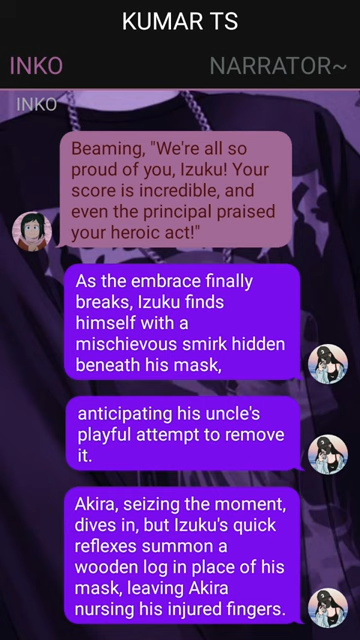 KUMAR TS
INKO
NARRATOR~
INKO
Beaming, "We're all so
proud of you, Izuku! Your
score is incredible, and
even the principal praised
your heroic act!"
As the embrace finally
breaks, Izuku finds
himself with a
mischievous smirk hidden
beneath his mask,
anticipating his uncle's
playful attempt to remove
it.
Akira, seizing the moment,
dives in, but Izuku's quick
reflexes summon a
wooden log in place of his
mask, leaving Akira
nursing his injured fingers.